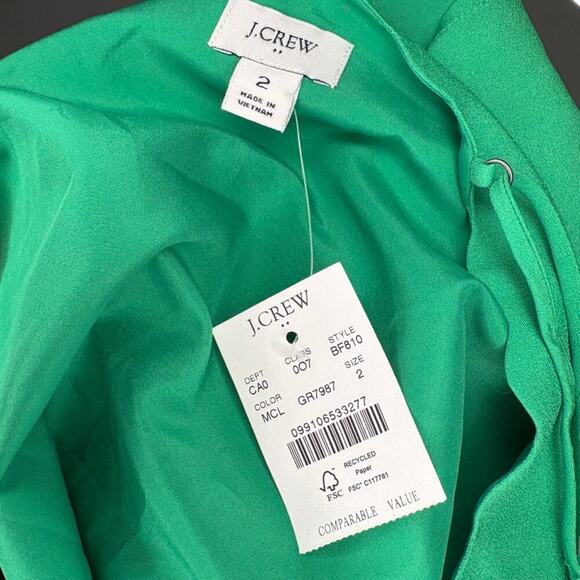 J.CREW
2
MADE IN
VIETNAM
J.CREW
DEPT CLASS STYLE
CA0 007 BF810
COLOR SIZE
MCL GR7987 2
099106533277
RECYCLED
Paper
FSC FSC® C117781
COMPARABLE VALUE